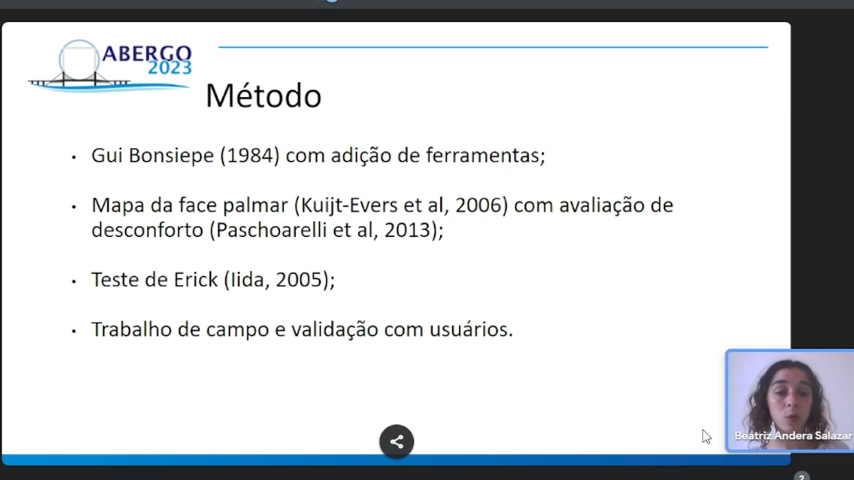 ABERGO
2023
Método
• Gui Bonsiepe (1984) com adição de ferramentas;
• Mapa da face palmar (Kuijt-Evers et al, 2006) com avaliação de
desconforto (Paschoarelli et al, 2013);
• Teste de Erick (Iida, 2005);
• Trabalho de campo e validação com usuários.
Beatriz Andera Salazar
2